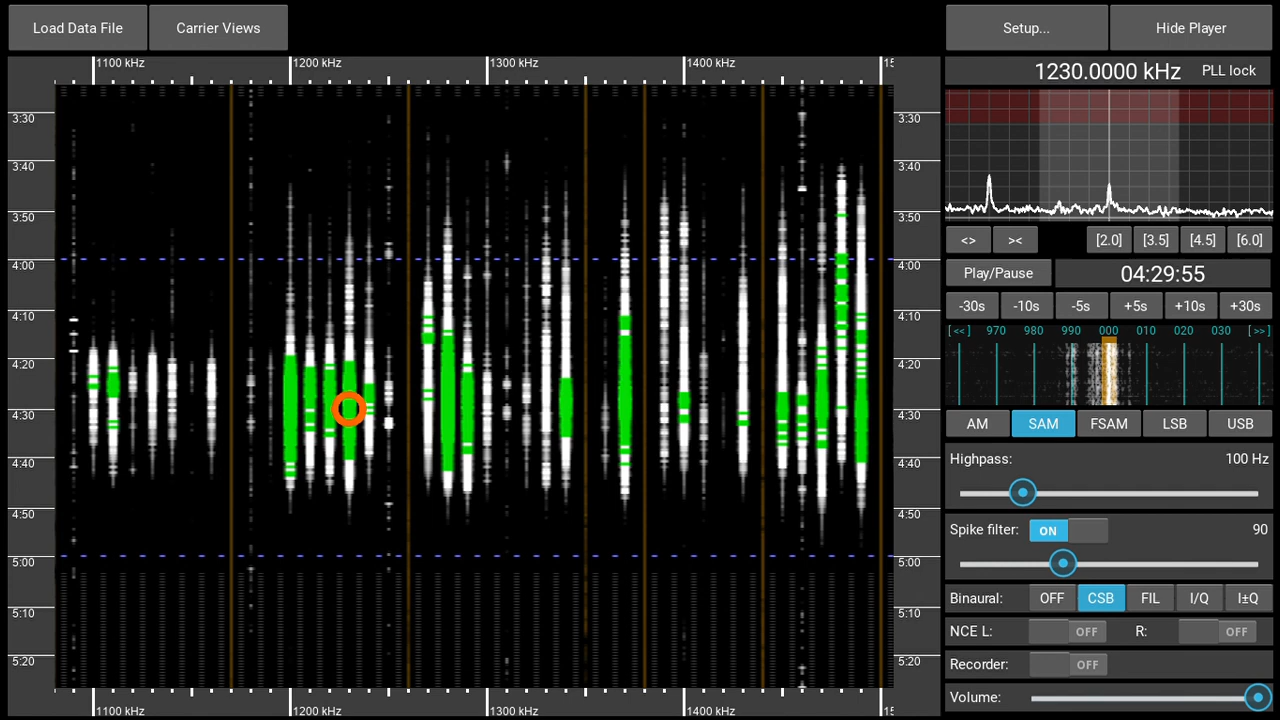 Load Data File Carrier Views Setup... Hide Player
1100 kHz 1200 kHz 1300 kHz 1400 kHz 15
1230.0000 kHz PLL lock
3:30 3:30
3:40 3:40
3:50 3:50
4:00 4:00
4:10 4:10
4:20 4:20
4:30 4:30
4:40 4:40
4:50 4:50
5:00 5:00
5:10 5:10
5:20 5:20
1100 kHz 1200 kHz 1300 kHz 1400 kHz 15
<> >< [2.0] [3.5] [4.5] [6.0]
Play/Pause 04:29:55
-30s -10s -5s +5s +10s +30s
[<<] 970 980 990 000 010 020 030 [>>]
AM SAM FSAM LSB USB
Highpass: 100 Hz
Spike filter: ON 90
Binaural: OFF CSB FIL I/Q I±Q
NCE L: OFF R: OFF
Recorder: OFF
Volume: